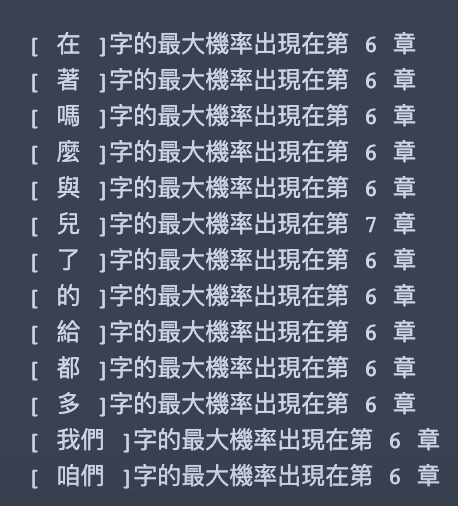 [ 在 ]字的最大機率出現在第 6 章
[ 著 ]字的最大機率出現在第 6 章
[ 嗎 ]字的最大機率出現在第 6 章
[ 麼 ]字的最大機率出現在第 6 章
[ 與 ]字的最大機率出現在第 6 章
[ 兒 ]字的最大機率出現在第 7 章
[ 了 ]字的最大機率出現在第 6 章
[ 的 ]字的最大機率出現在第 6 章
[ 給 ]字的最大機率出現在第 6 章
[ 都 ]字的最大機率出現在第 6 章
[ 多 ]字的最大機率出現在第 6 章
[ 我們 ]字的最大機率出現在第 6 章
[ 咱們 ]字的最大機率出現在第 6 章